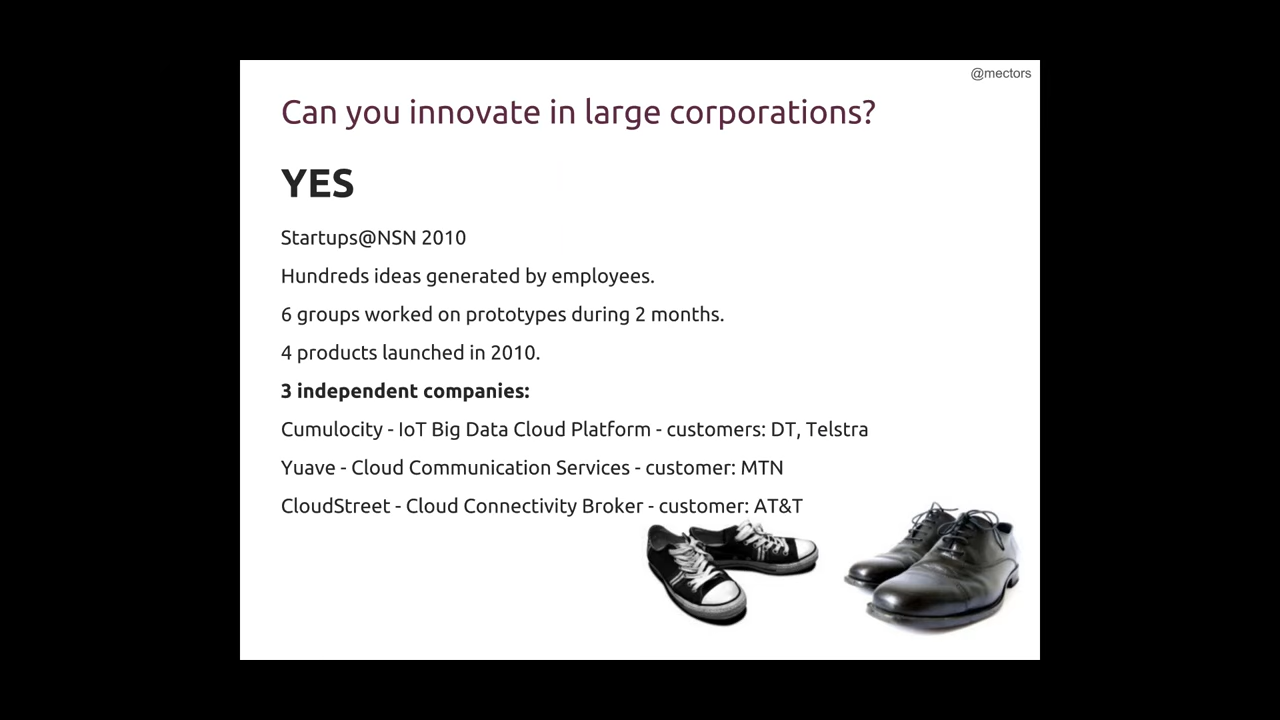 @mectors
Can you innovate in large corporations?
YES
Startups@NSN 2010
Hundreds ideas generated by employees.
6 groups worked on prototypes during 2 months.
4 products launched in 2010.
3 independent companies:
Cumulocity - IoT Big Data Cloud Platform - customers: DT, Telstra
Yuave - Cloud Communication Services - customer: MTN
CloudStreet - Cloud Connectivity Broker - customer: AT&T